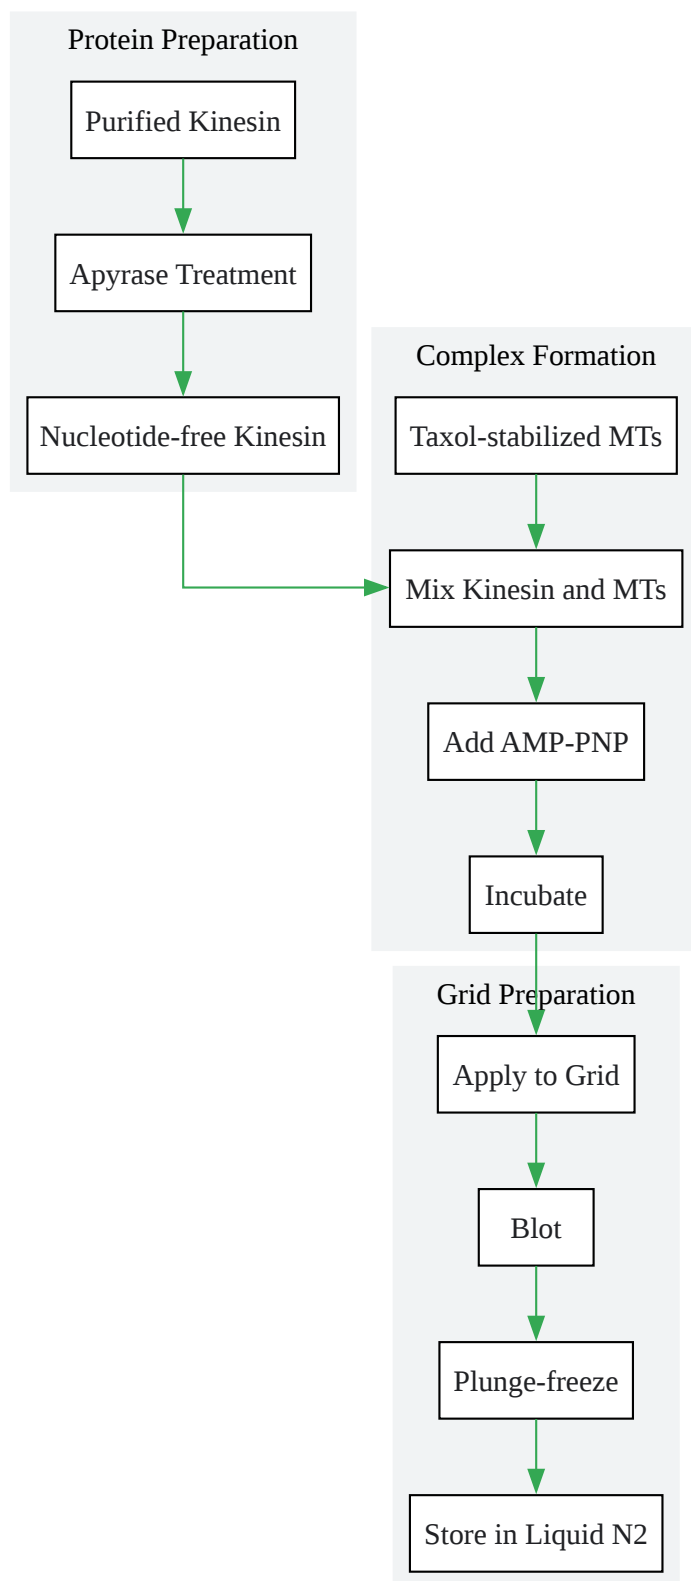 Protein Preparation
Purified Kinesin
Apyrase Treatment
Nucleotide-free Kinesin
Complex Formation
Taxol-stabilized MTs
Mix Kinesin and MTs
Add AMP-PNP
Incubate
Grid Preparation
Apply to Grid
Blot
Plunge-freeze
Store in Liquid N2